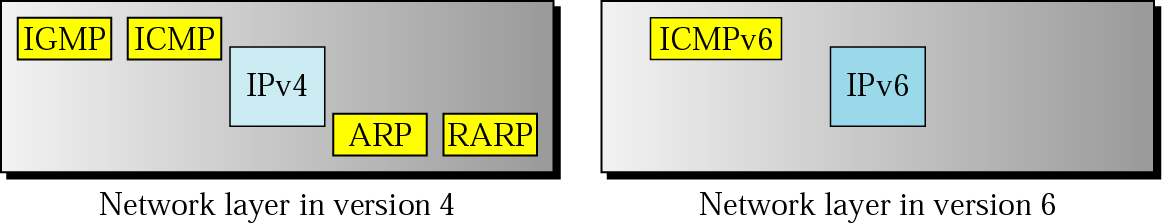 IGMP ICMP
IPv4
ARP RARP
Network layer in version 4
ICMPv6
IPv6
Network layer in version 6